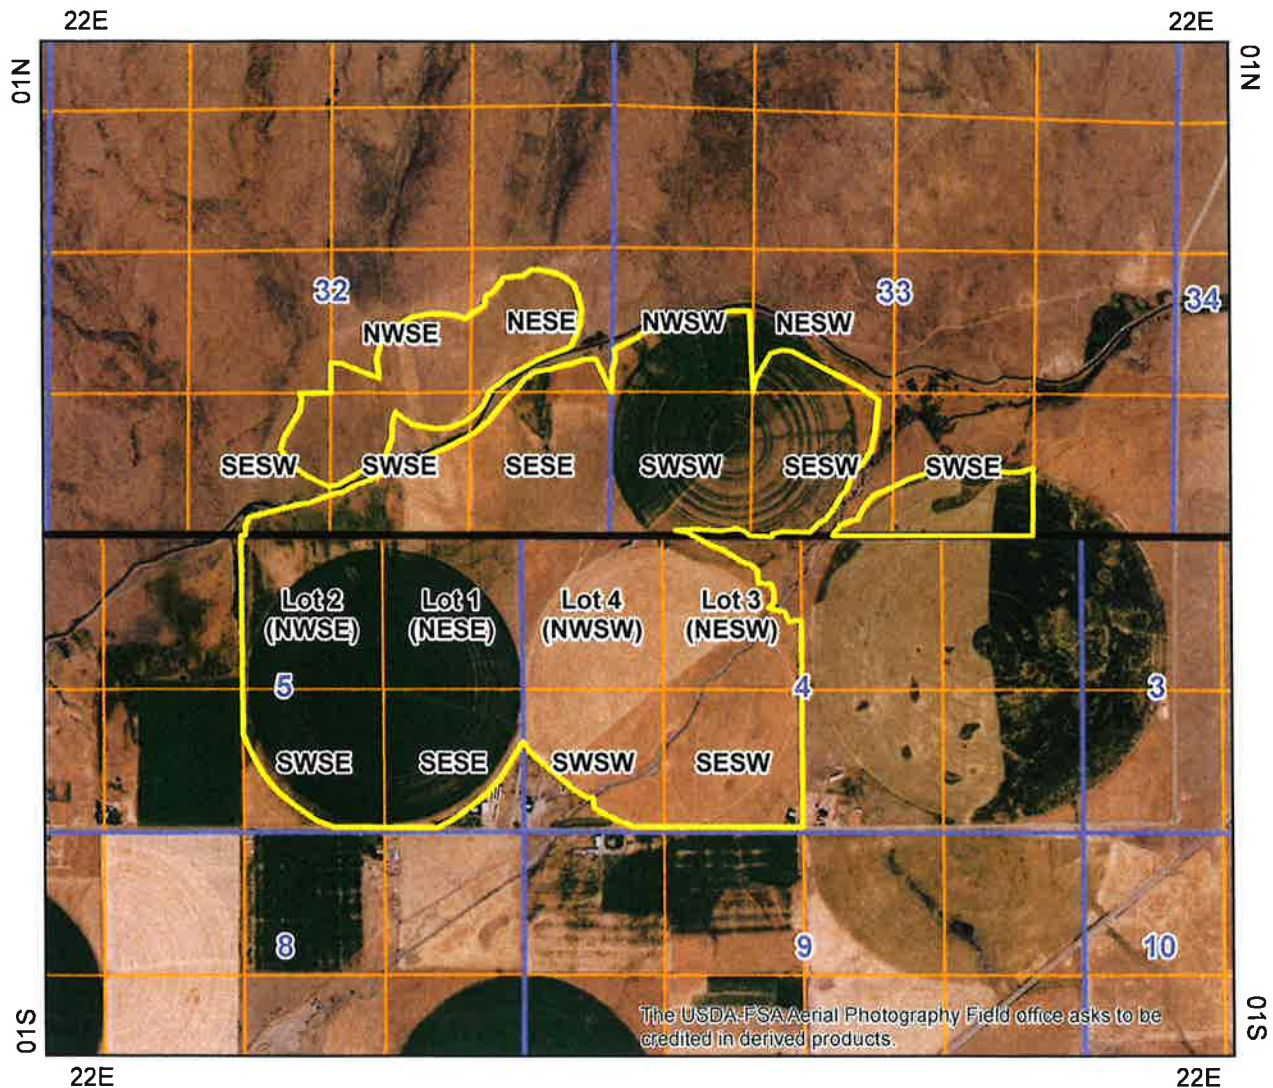 22E
22E
01N
01N
32
33
34
NWSE
NESE
NWSW
NESW
SESW
SWSE
SESE
SWSW
SESW
SWSE
Lot 2
(NWSE)
Lot 1
(NESE)
Lot 4
(NWSW)
Lot 3
(NESW)
5
4
3
SWSE
SESE
SWSW
SESW
8
9
10
The USDA-FSA Aerial Photography Field office asks to be
credited in derived products.
01S
01S
22E
22E